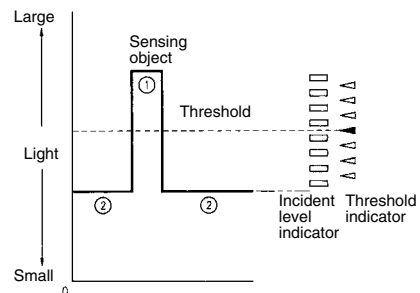 Large
Sensing
object
①
Threshold
Light
②
②
Incident
level
indicator
Threshold
indicator
Small
0